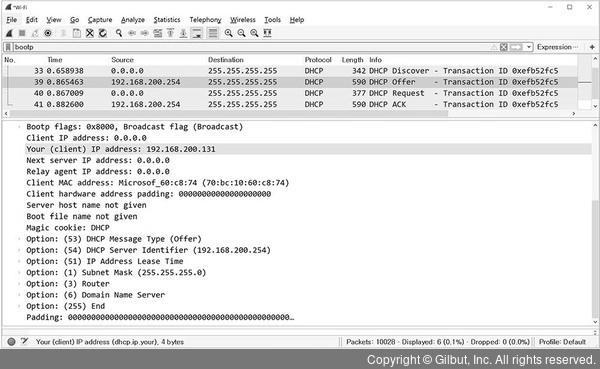 *Wi-Fi
File Edit View Go Capture Analyze Statistics Telephony Wireless Tools Help
bootp
Expression… +
No. Time Source Destination Protocol Length Info
33 0.658938 0.0.0.0 255.255.255.255 DHCP 342 DHCP Discover - Transaction ID 0xefb52fc5
39 0.865463 192.168.200.254 255.255.255.255 DHCP 590 DHCP Offer - Transaction ID 0xefb52fc5
40 0.867009 0.0.0.0 255.255.255.255 DHCP 377 DHCP Request - Transaction ID 0xefb52fc5
41 0.882600 192.168.200.254 255.255.255.255 DHCP 590 DHCP ACK - Transaction ID 0xefb52fc5
Bootp flags: 0x8000, Broadcast flag (Broadcast)
Client IP address: 0.0.0.0
Your (client) IP address: 192.168.200.131
Next server IP address: 0.0.0.0
Relay agent IP address: 0.0.0.0
Client MAC address: Microsof_60:c8:74 (70:bc:10:60:c8:74)
Client hardware address padding: 00000000000000000000
Server host name not given
Boot file name not given
Magic cookie: DHCP
Option: (53) DHCP Message Type (Offer)
Option: (54) DHCP Server Identifier (192.168.200.254)
Option: (51) IP Address Lease Time
Option: (1) Subnet Mask (255.255.255.0)
Option: (3) Router
Option: (6) Domain Name Server
Option: (255) End
Padding: 000000000000000000000000000000000000000000000000…
Your (client) IP address (dhcp.ip.your), 4 bytes
Packets: 10028 · Displayed: 6 (0.1%) · Dropped: 0 (0.0%)
Profile: Default
Copyright © Gilbut, Inc. All rights reserved.